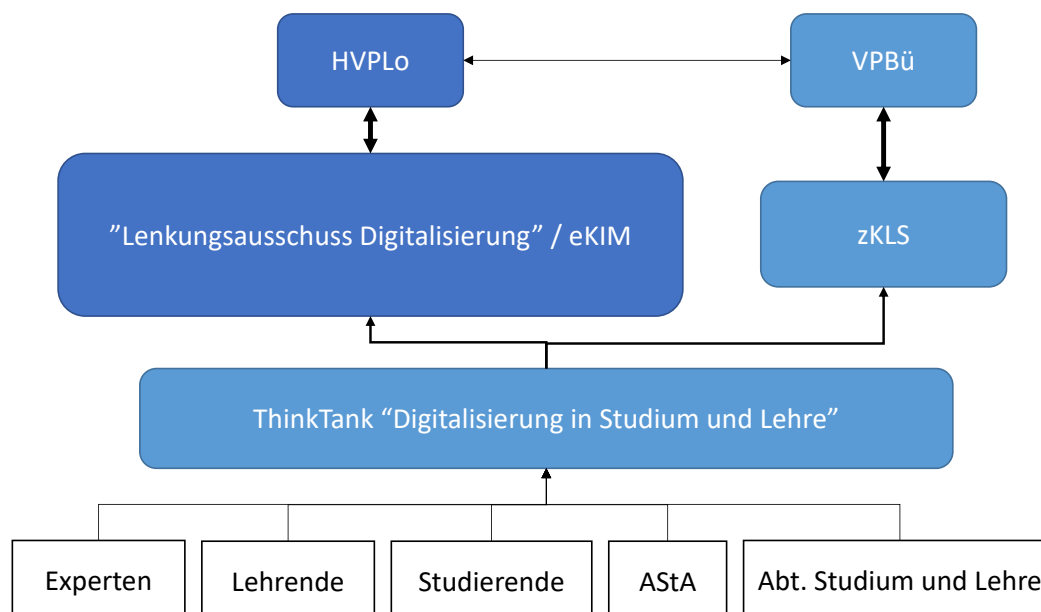 HVPLo
VPBü
”Lenkungsausschuss Digitalisierung” / eKIM
zKLS
ThinkTank “Digitalisierung in Studium und Lehre”
Experten
Lehrende
Studierende
AStA
Abt. Studium und Lehre